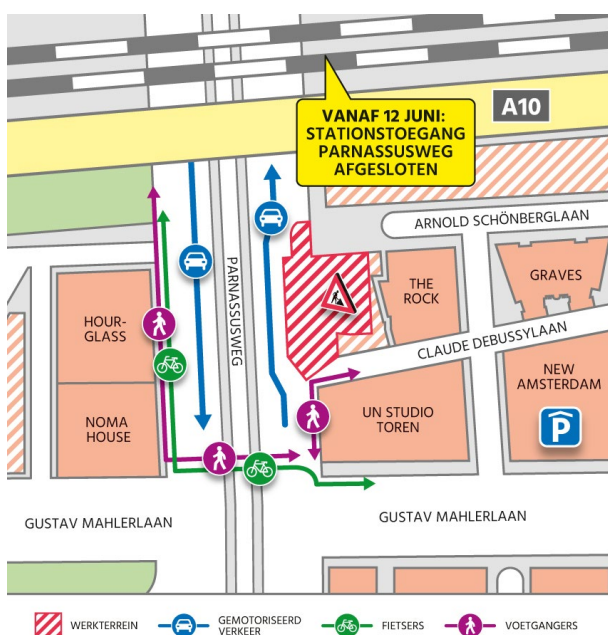 VANAF 12 JUNI:
STATIONSTOEGANG
PARNASSUSWEG
AFGESLOTEN
A10
ARNOLD SCHÖNBERGLAAN
PARNASSUSWEG
THE
ROCK
GRAVES
HOUR-
GLASS
CLAUDE DEBUSSYLAAN
NEW
AMSTERDAM
P
NOMA
HOUSE
UN STUDIO
TOREN
GUSTAV MAHLERLAAN
GUSTAV MAHLERLAAN
WERKTERREIN
GEMOTORISEERD
VERKEER
FIETSERS
VOETGANGERS